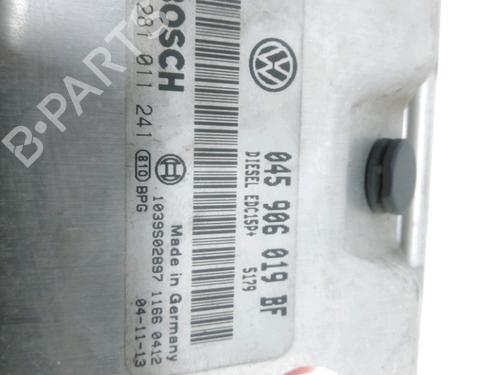 BOSCH
281 011 241
810 BPG
1039S02897 1166 0412
Made in Germany
04-11-13
045 906 019 BF
DIESEL EDC15P+
5179
B-PARTS